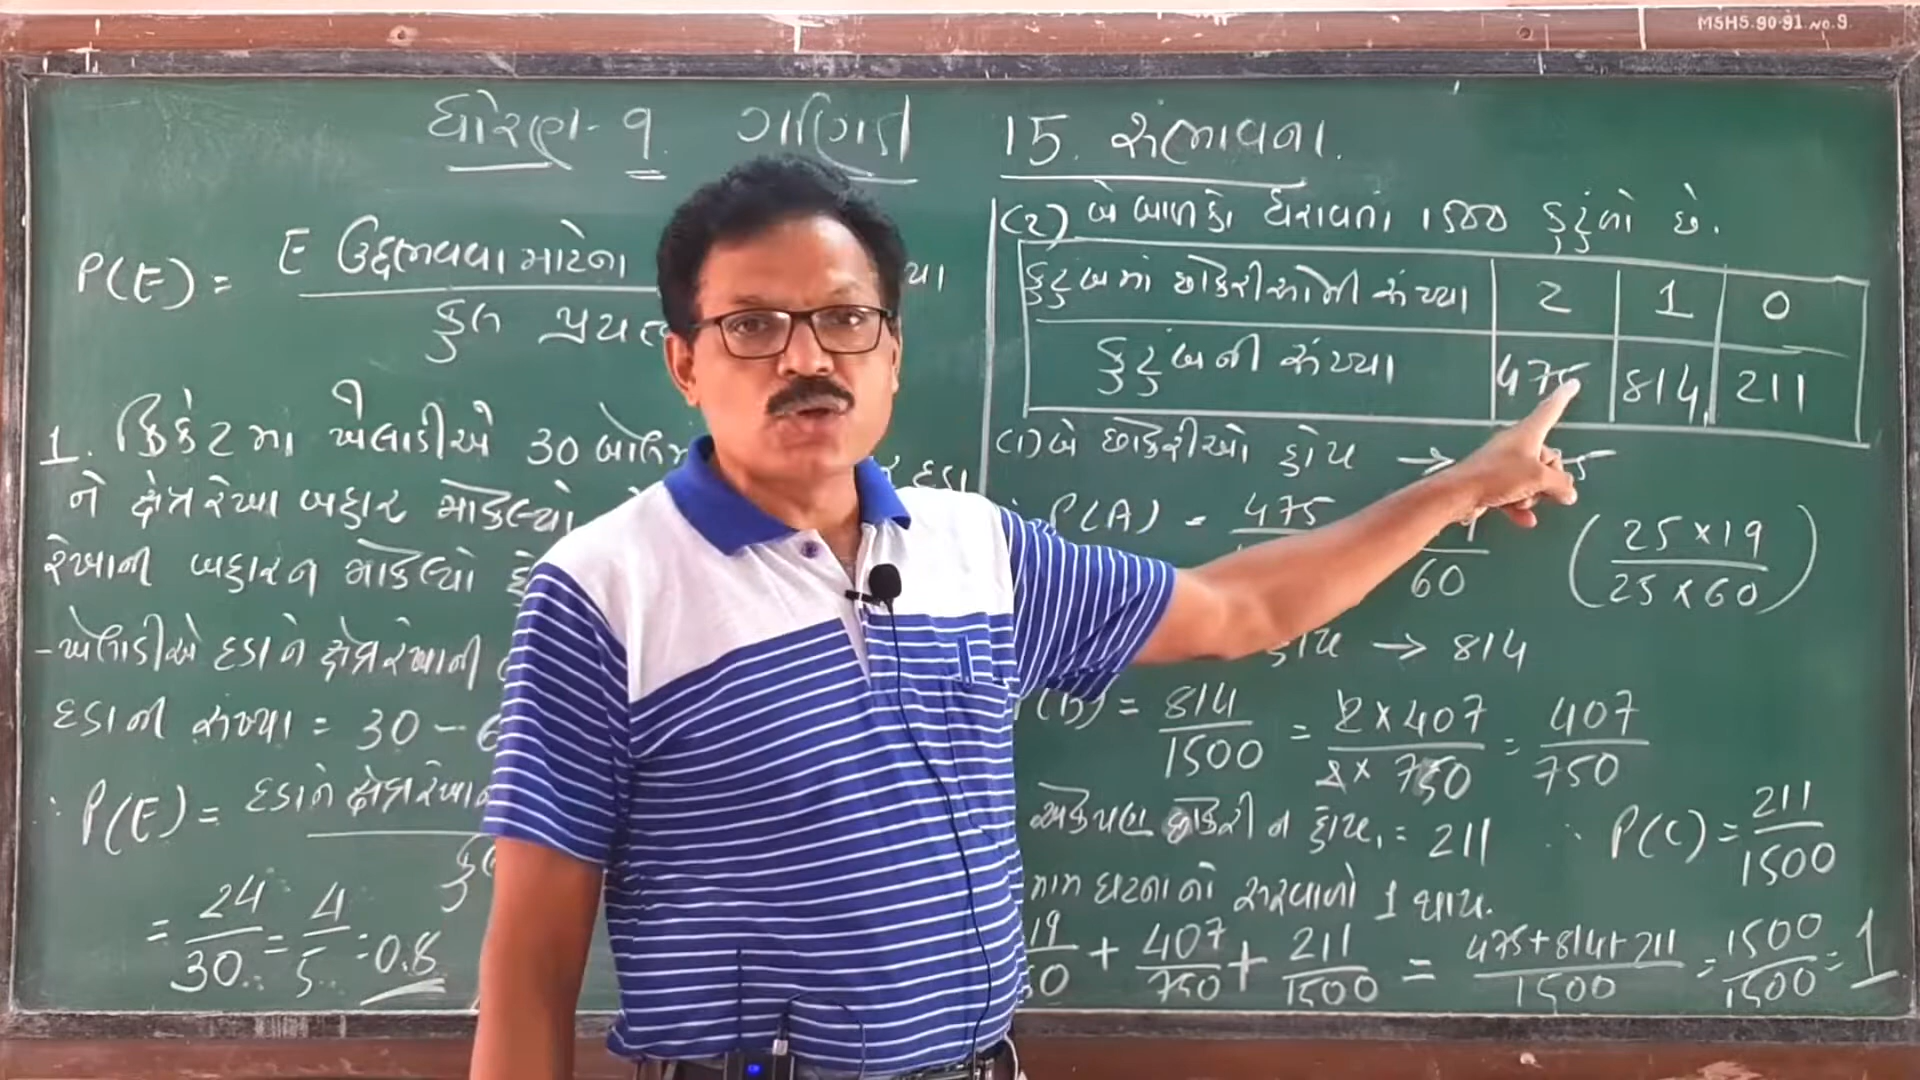 MSHS.90-91.No.9.
ધોરણ-9 ગણિત
15. સંભાવના.
P(E) = E ઉદ્દભવવા માટેના
કુલ પ્રયત્
1. ક્રિકેટમાં ખેલાડીએ 30 બોલમ
ને ક્ષેત્રરેખા બહાર મોકલ્યો
રેખાની બહાર ન મોકલ્યો હો
- ખેલાડીએ દડાને ક્ષેત્રરેખાની
દડાની સંખ્યા = 30 - 6
∴ P(E) = દડાને ક્ષેત્રરેખાન
કુલ
= 24/30 = 4/5 = 0.8
(2) બે બાળકો ધરાવતાં 1500 કુટુંબો છે.
કુટુંબમાં છોકરીઓની સંખ્યા 2 1 0
કુટુંબની સંખ્યા 475 814 211
(1) બે છોકરીઓ હોય →
P(A) = 475 60 (25×19/25×60)
હોય → 814
= 814/1500 = 2×407/2×750 = 407/750
એકપણ છોકરી ન હોય = 211 ∴ P(C) = 211/1500
ઘટનાનો સરવાળો 1 થાય.
19 + 407/750 + 211/1500 = 475+814+211/1500 = 1500/1500 = 1